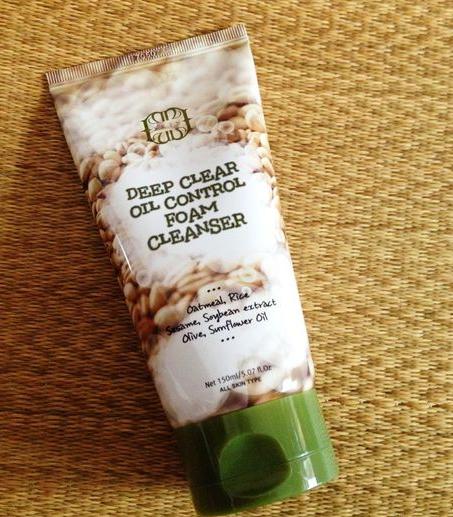 DEEP CLEAR
OIL CONTROL
FOAM
CLEANSER
Oatmeal, Rice
Sesame, Soybean extract
Olive, Sunflower Oil
Net 150ml/5.07 fl.oz
ALL SKIN TYPE